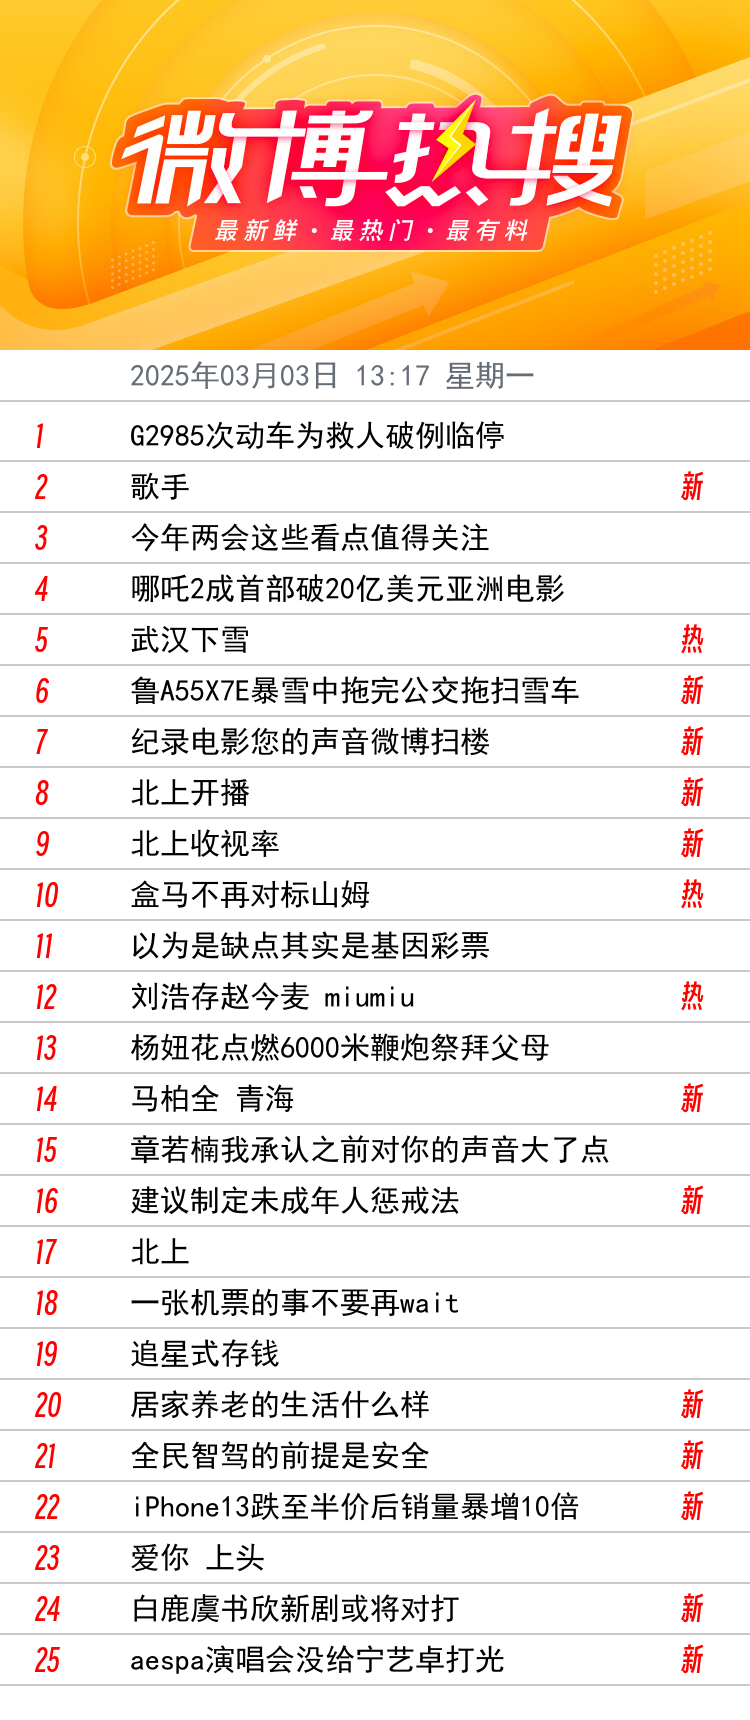 微博热搜
最新鲜·最热门·最有料
2025年03月03日 13:17 星期一
1 G2985次动车为救人破例临停
2 歌手 新
3 今年两会这些看点值得关注
4 哪吒2成首部破20亿美元亚洲电影
5 武汉下雪 热
6 鲁A55X7E暴雪中拖完公交拖扫雪车 新
7 纪录电影您的声音微博扫楼 新
8 北上开播 新
9 北上收视率 新
10 盒马不再对标山姆 热
11 以为是缺点其实是基因彩票
12 刘浩存赵今麦 miumiu 热
13 杨妞花点燃6000米鞭炮祭拜父母
14 马柏全 青海 新
15 章若楠我承认之前对你的声音大了点
16 建议制定未成年人惩戒法 新
17 北上
18 一张机票的事不要再wait
19 追星式存钱
20 居家养老的生活什么样 新
21 全民智驾的前提是安全 新
22 iPhone13跌至半价后销量暴增10倍 新
23 爱你 上头
24 白鹿虞书欣新剧或将对打 新
25 aespa演唱会没给宁艺卓打光 新